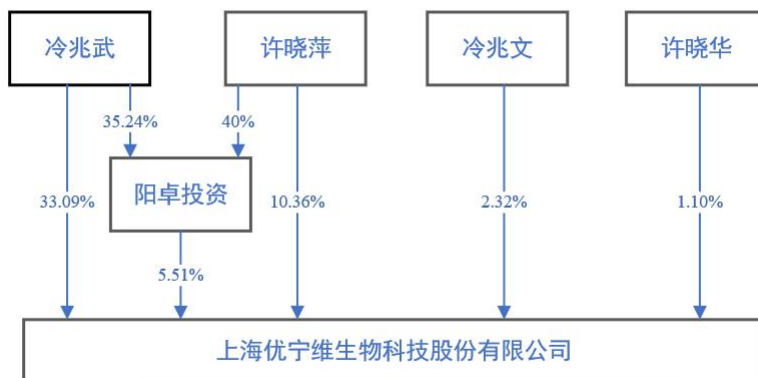 冷兆武
许晓萍
冷兆文
许晓华
35.24%
40%
阳卓投资
33.09%
10.36%
2.32%
1.10%
5.51%
上海优宁维生物科技股份有限公司